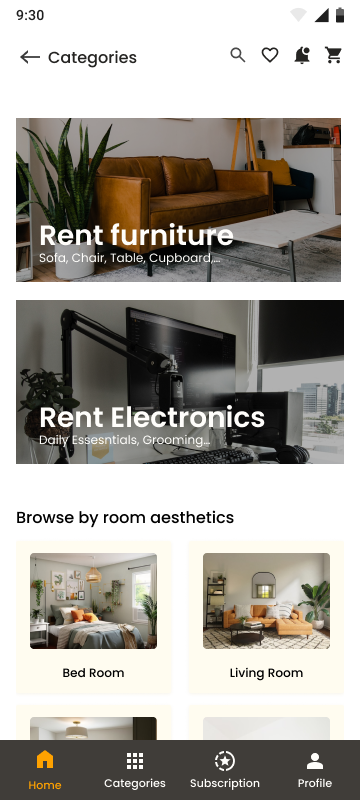 9:30
Categories
Rent furniture
Sofa, Chair, Table, Cupboard,...
Rent Electronics
Daily Essesntials, Grooming...
Browse by room aesthetics
Bed Room
Living Room
Home
Categories
Subscription
Profile